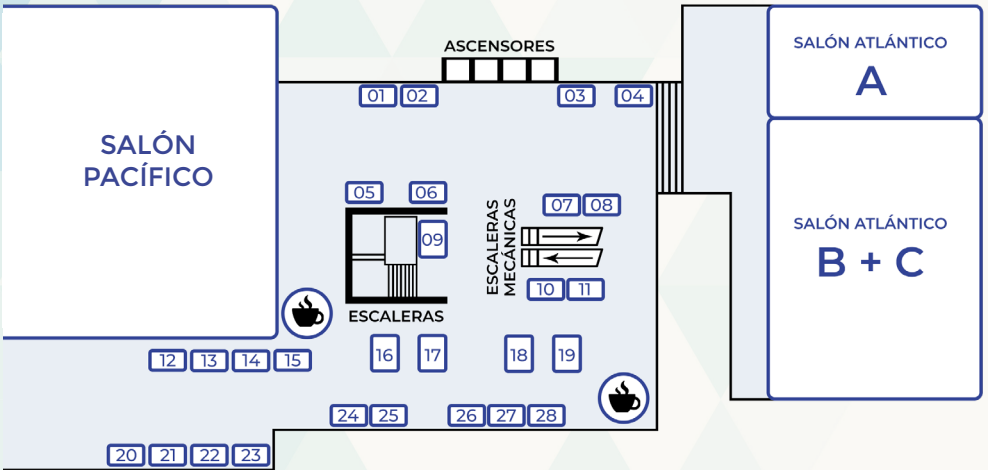 ASCENSORES
SALÓN ATLÁNTICO
A
01 02 03 04
SALÓN
PACÍFICO
05 06
07 08
09
ESCALERAS
MECÁNICAS
SALÓN ATLÁNTICO
B + C
10 11
ESCALERAS
12 13 14 15
16 17 18 19
24 25 26 27 28
20 21 22 23